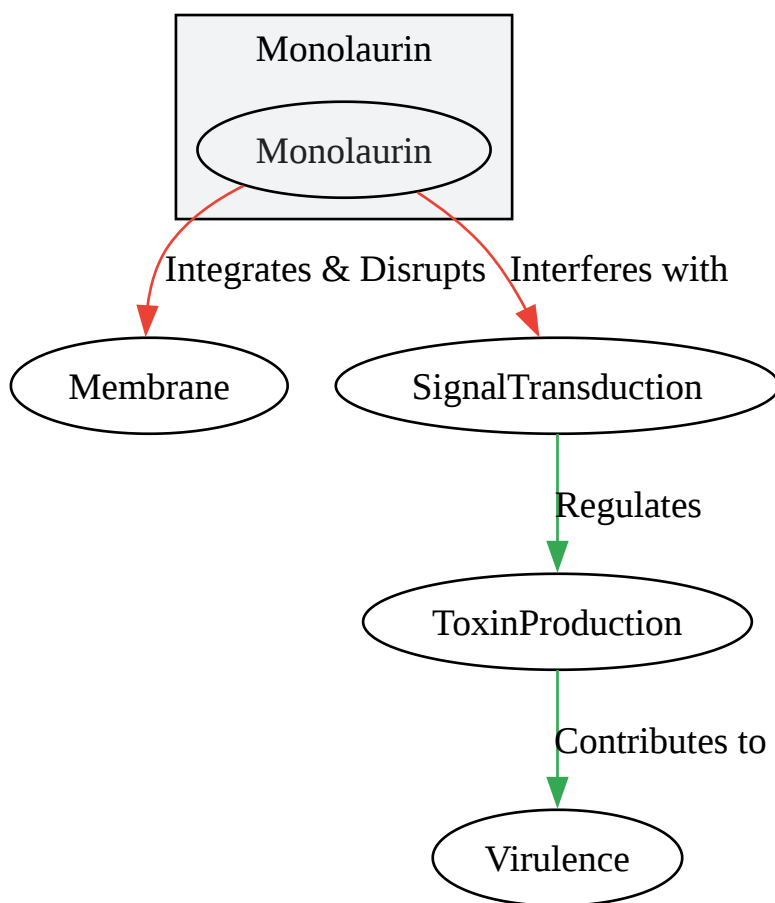 Monolaurin
Monolaurin
Integrates & Disrupts
Interferes with
Membrane
SignalTransduction
Regulates
ToxinProduction
Contributes to
Virulence